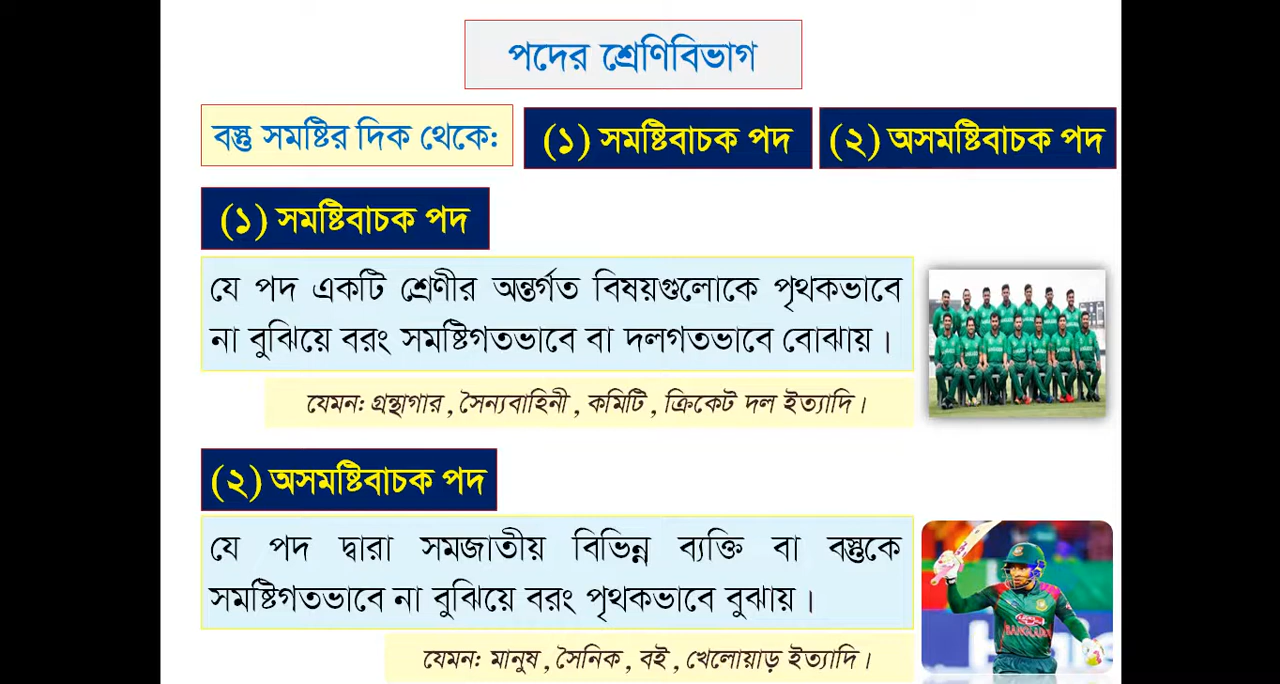 পদের শ্রেণিবিভাগ
বস্তু সমষ্টির দিক থেকে: (১) সমষ্টিবাচক পদ (২) অসমষ্টিবাচক পদ
(১) সমষ্টিবাচক পদ
যে পদ একটি শ্রেণীর অন্তর্গত বিষয়গুলোকে পৃথকভাবে
না বুঝিয়ে বরং সমষ্টিগতভাবে বা দলগতভাবে বোঝায়।
যেমন: গ্রন্থাগার, সৈন্যবাহিনী, কমিটি, ক্রিকেট দল ইত্যাদি।
(২) অসমষ্টিবাচক পদ
যে পদ দ্বারা সমজাতীয় বিভিন্ন ব্যক্তি বা বস্তুকে
সমষ্টিগতভাবে না বুঝিয়ে বরং পৃথকভাবে বুঝায়।
BANGLADESH
যেমন: মানুষ, সৈনিক, বই, খেলোয়াড় ইত্যাদি।